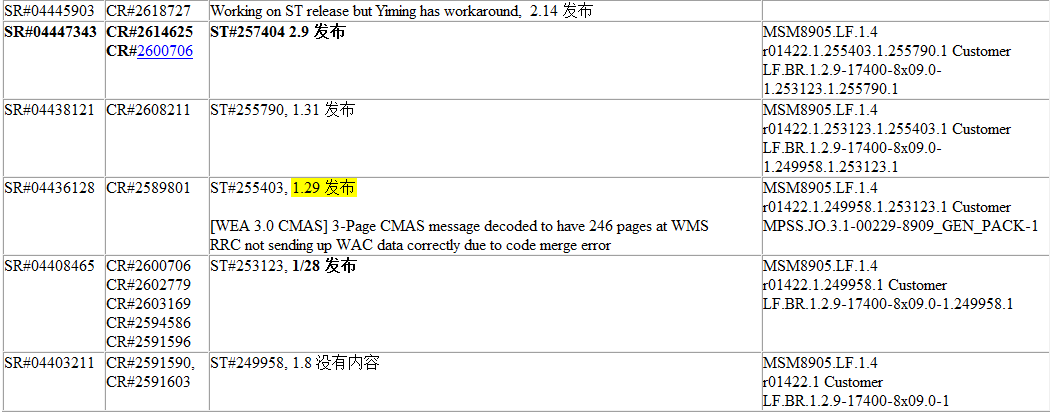 SR#04445903 CR#2618727 Working on ST release but Yiming has workaround, 2.14 发布
SR#04447343 CR#2614625 ST#257404 2.9 发布 MSM8905.LF.1.4
CR#2600706 r01422.1.255403.1.255790.1 Customer
LF.BR.1.2.9-17400-8x09.0-
1.253123.1.255790.1
SR#04438121 CR#2608211 ST#255790, 1.31 发布 MSM8905.LF.1.4
r01422.1.253123.1.255403.1 Customer
LF.BR.1.2.9-17400-8x09.0-
1.249958.1.253123.1
SR#04436128 CR#2589801 ST#255403, 1.29 发布 MSM8905.LF.1.4
r01422.1.249958.1.253123.1 Customer
[WEA 3.0 CMAS] 3-Page CMAS message decoded to have 246 pages at WMS MPSS.JO.3.1-00229-8909_GEN_PACK-1
RRC not sending up WAC data correctly due to code merge error
SR#04408465 CR#2600706 ST#253123, 1/28 发布 MSM8905.LF.1.4
CR#2602779 r01422.1.249958.1 Customer
CR#2603169 LF.BR.1.2.9-17400-8x09.0-1.249958.1
CR#2594586
CR#2591596
SR#04403211 CR#2591590, ST#249958, 1.8 没有内容 MSM8905.LF.1.4
CR#2591603 r01422.1 Customer
LF.BR.1.2.9-17400-8x09.0-1